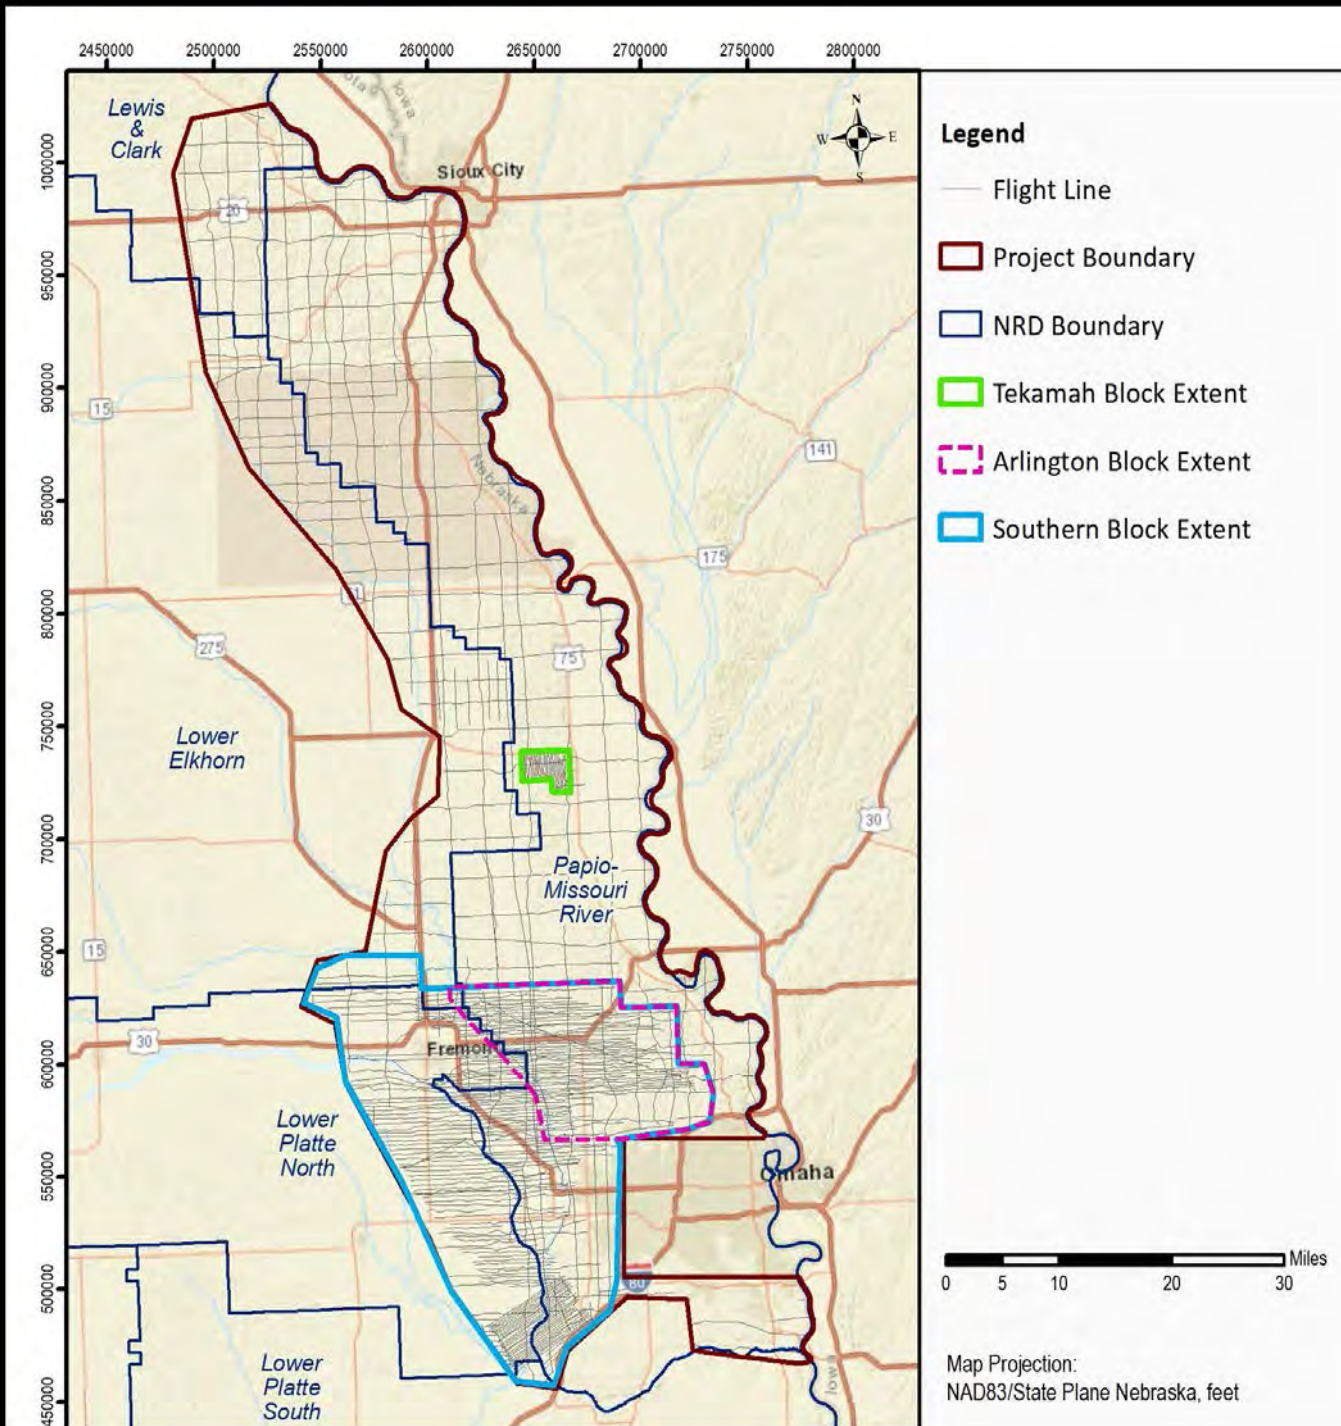 2450000 2500000 2550000 2600000 2650000 2700000 2750000 2800000
1000000
950000
900000
850000
800000
750000
700000
650000
600000
550000
500000
450000
Lewis
&
Clark
Iowa
Sioux City
N
W E
S
20
15
Nebraska
141
175
275
75
Lower
Elkhorn
30
Papio-
Missouri
River
15
30
Fremont
Lower
Platte
North
Omaha
80
Lower
Platte
South
Iowa
Legend
Flight Line
Project Boundary
NRD Boundary
Tekamah Block Extent
Arlington Block Extent
Southern Block Extent
Miles
0 5 10 20 30
Map Projection:
NAD83/State Plane Nebraska, feet